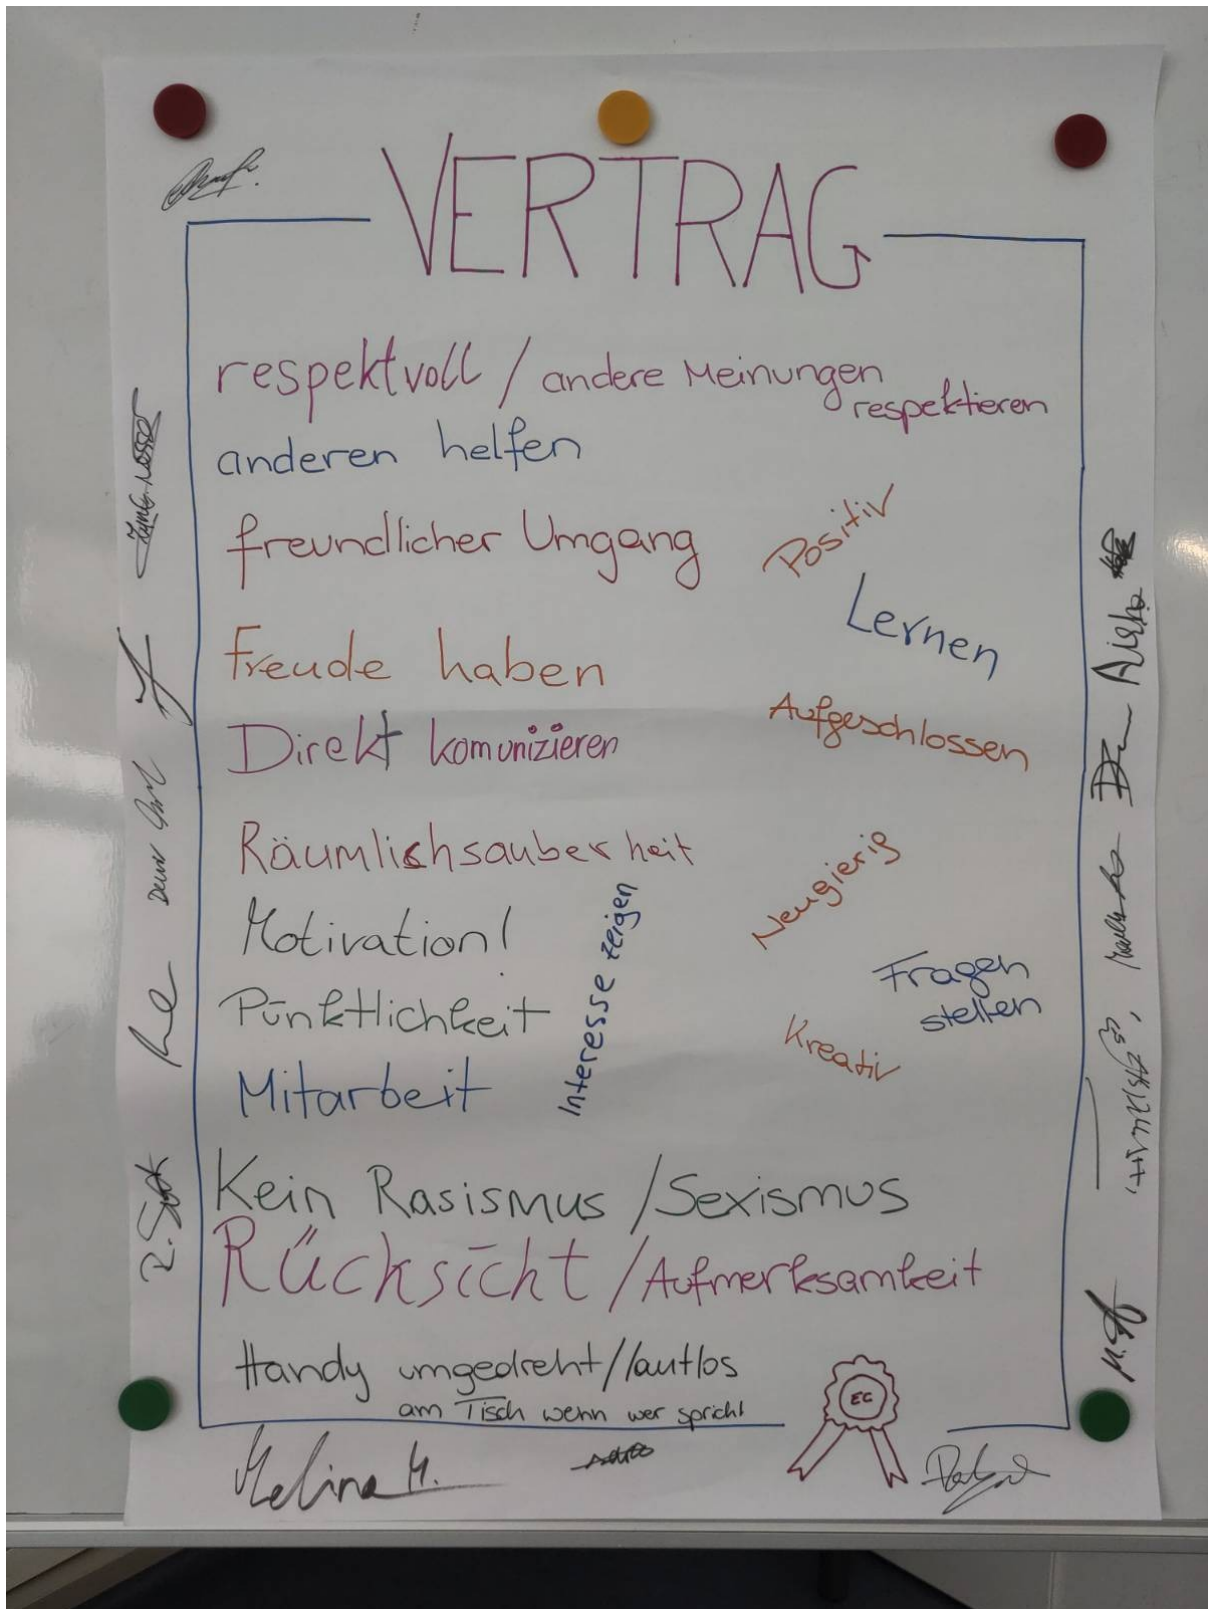 VERTRAG
respektvoll / andere Meinungen
respektieren
anderen helfen
freundlicher Umgang
Positiv
Lernen
Freude haben
Aufgeschlossen
Direkt komunizieren
Räumlichsauberkeit
Neugierig
Motivation!
Interesse zeigen
Fragen
stellen
Pünktlichkeit
Kreativ
Mitarbeit
Kein Rasismus / Sexismus
Rücksicht / Aufmerksamkeit
Handy umgedreht / lautlos
am Tisch wenn wer spricht
EG
Melina H.
Aisha